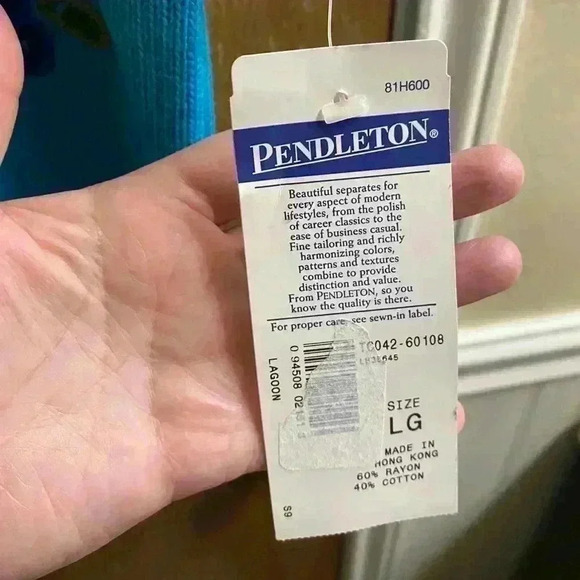 81H600
PENDLETON®
Beautiful separates for
every aspect of modern
lifestyles, from the polish
of career classics to the
ease of business casual.
Fine tailoring and richly
harmonizing colors,
patterns and textures
combine to provide
distinction and value.
From PENDLETON, so you
know the quality is there.
For proper care, see sewn-in label.
TC042-60108
0 94508
LAGOON
SIZE
LG
MADE IN
HONG KONG
60% RAYON
40% COTTON
S9